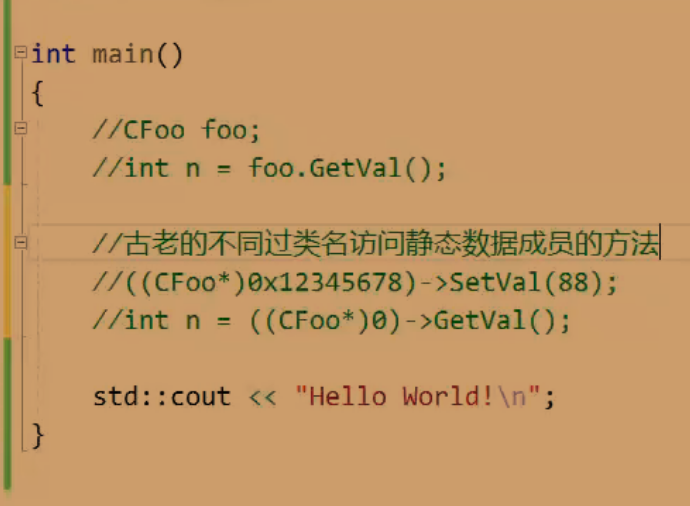 int main()
{
//CFoo foo;
//int n = foo.GetVal();
//古老的不同过类名访问静态数据成员的方法
//((CFoo*)0x12345678)->SetVal(88);
//int n = ((CFoo*)0)->GetVal();
std::cout << "Hello World!\n";
}